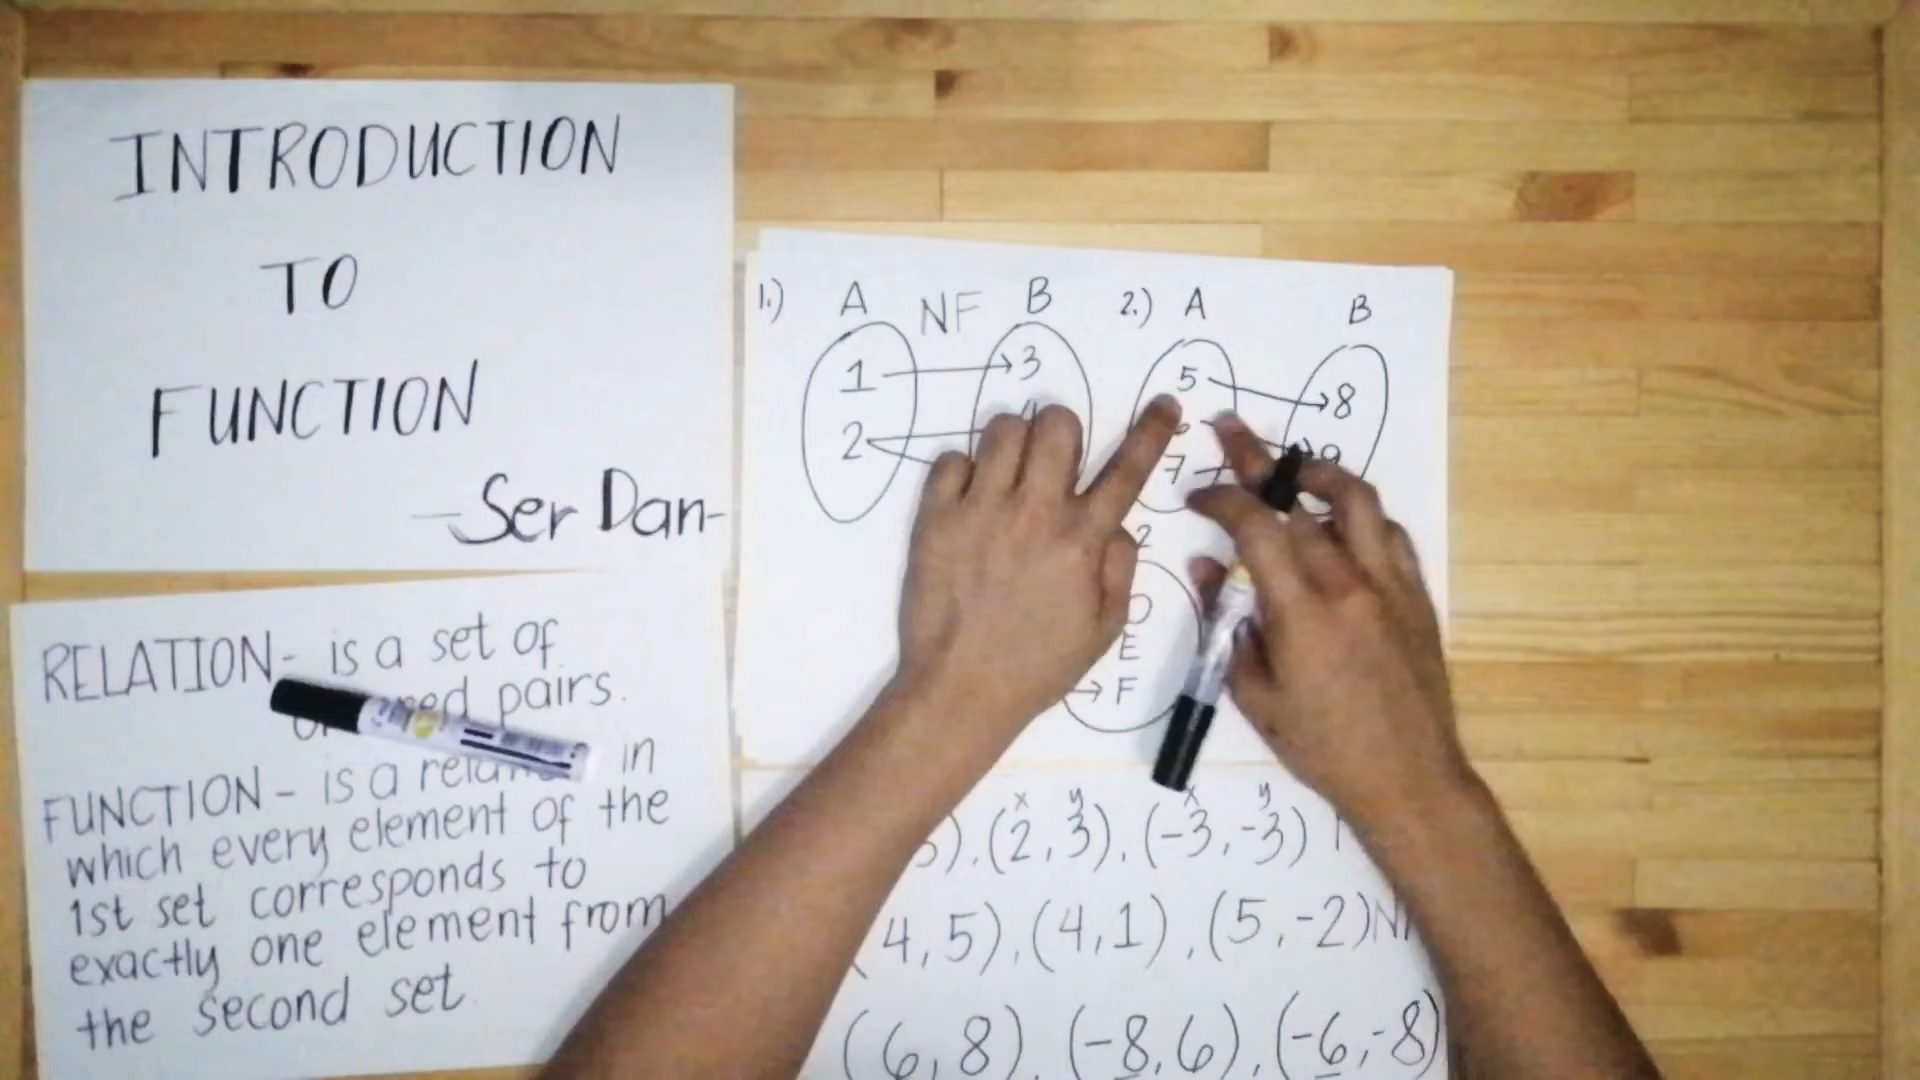 INTRODUCTION
TO
FUNCTION
-Ser Dan-
RELATION- is a set of
pairs.
FUNCTION- is a in
which every element of the
1st set corresponds to
exactly one element from
the second set
1.) A NF B
1 3
2
2.) A B
5 8
7 9
2
E
F
x y x y
(2,3),(-3,-3)
(4,5),(4,1),(5,-2)
(6,8),(-8,6),(-6,-8)